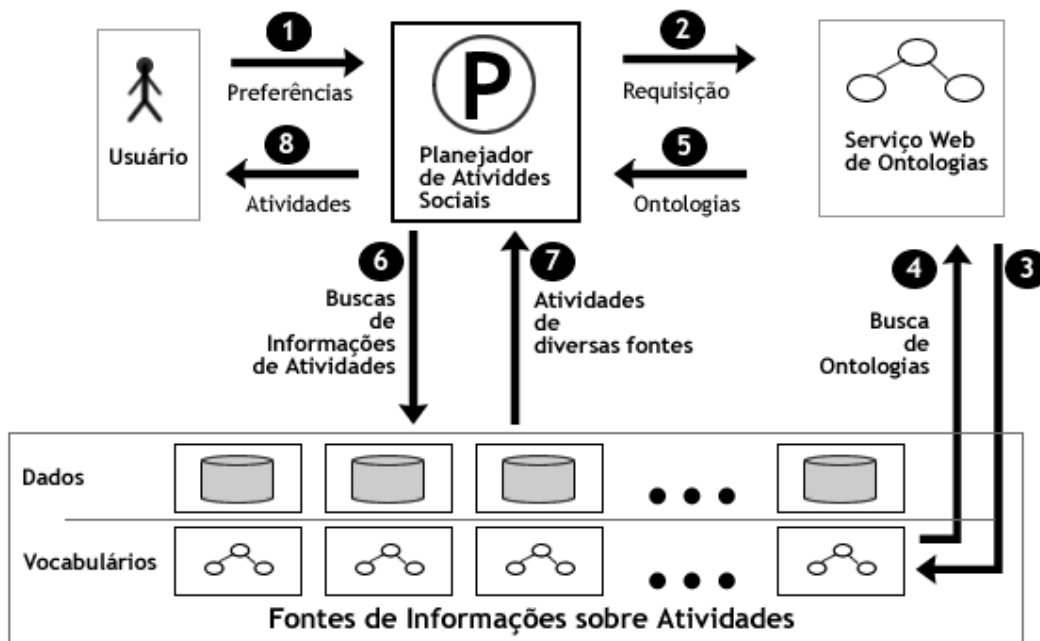 1
Preferências
2
Requisição
P
Usuário
Planejador
de Atividdes
Sociais
Serviço Web
de Ontologias
8
Atividades
5
Ontologias
6
Buscas
de
Informações
de Atividades
7
Atividades
de
diversas fontes
4
3
Busca
de
Ontologias
Dados
Vocabulários
Fontes de Informações sobre Atividades